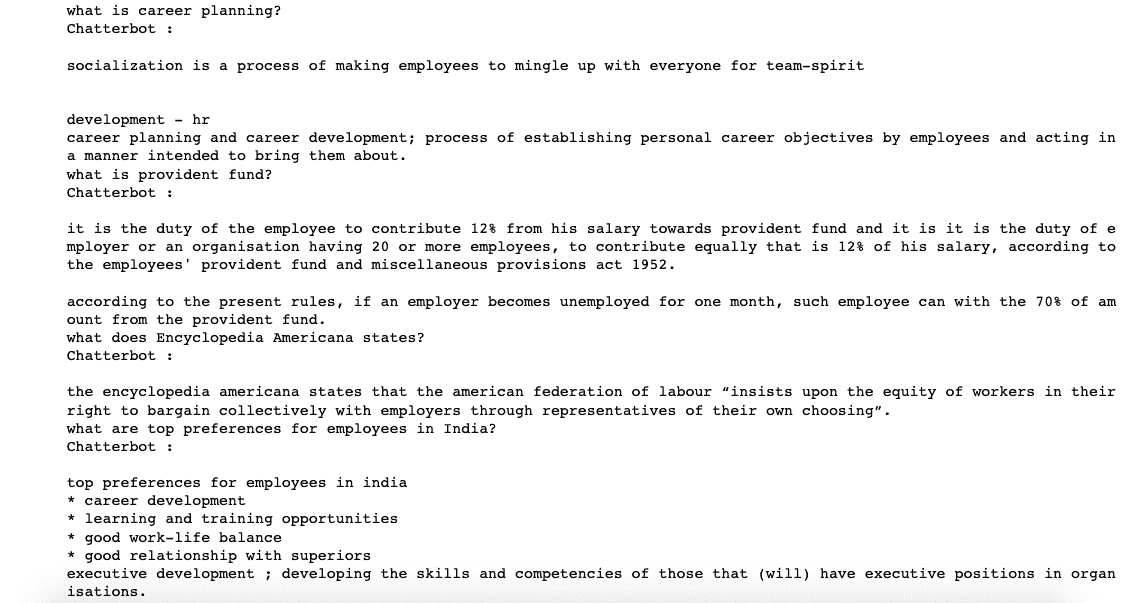 what is career planning?
Chatterbot :
socialization is a process of making employees to mingle up with everyone for team-spirit
development – hr
career planning and career development; process of establishing personal career objectives by employees and acting in
a manner intended to bring them about.
what is provident fund?
Chatterbot :
it is the duty of the employee to contribute 12% from his salary towards provident fund and it is it is the duty of e
mployer or an organisation having 20 or more employees, to contribute equally that is 12% of his salary, according to
the employees' provident fund and miscellaneous provisions act 1952.
according to the present rules, if an employer becomes unemployed for one month, such employee can with the 70% of am
ount from the provident fund.
what does Encyclopedia Americana states?
Chatterbot :
the encyclopedia americana states that the american federation of labour “insists upon the equity of workers in their
right to bargain collectively with employers through representatives of their own choosing”.
what are top preferences for employees in India?
Chatterbot :
top preferences for employees in india
* career development
* learning and training opportunities
* good work–life balance
* good relationship with superiors
executive development ; developing the skills and competencies of those that (will) have executive positions in organ
isations.